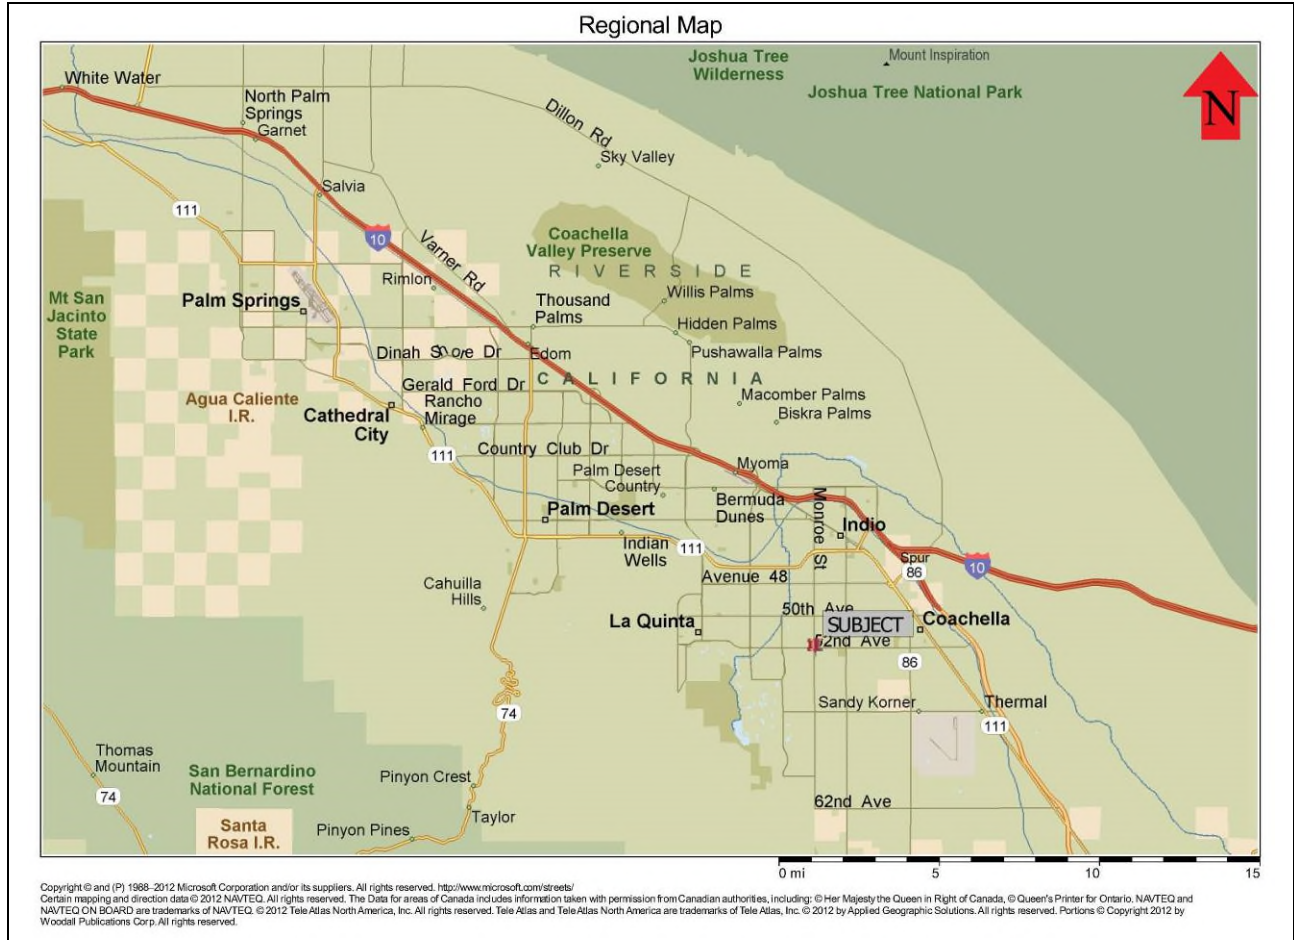 Regional Map
Joshua Tree
Wilderness
Mount Inspiration
Joshua Tree National Park
N
White Water
North Palm
Springs
Garnet
Dillon Rd
Sky Valley
Salvia
111
10
Varner Rd
Coachella
Valley Preserve
RIVERSIDE
Rimlon
Willis Palms
Mt San
Jacinto
State
Park
Palm Springs
Thousand
Palms
Hidden Palms
Dinah Shore Dr
Edom
Pushawalla Palms
CALIFORNIA
Gerald Ford Dr
Agua Caliente
I.R.
Rancho
Mirage
Macomber Palms
Cathedral
City
Biskra Palms
111
Country Club Dr
Myoma
Palm Desert
Country
Bermuda
Dunes
Monroe St
Palm Desert
Indio
Indian
Wells
111
Spur
86
10
Avenue 48
Cahuilla
Hills
50th Ave
La Quinta
SUBJECT
Coachella
52nd Ave
86
74
Sandy Korner
Thermal
111
Thomas
Mountain
74
San Bernardino
National Forest
Pinyon Crest
62nd Ave
Santa
Rosa I.R.
Pinyon Pines
Taylor
0 mi 5 10 15
Copyright © and (P) 1988–2012 Microsoft Corporation and/or its suppliers. All rights reserved. http://www.microsoft.com/streets/
Certain mapping and direction data © 2012 NAVTEQ. All rights reserved. The Data for areas of Canada includes information taken with permission from Canadian authorities, including: © Her Majesty the Queen in Right of Canada, © Queen's Printer for Ontario. NAVTEQ and
NAVTEQ ON BOARD are trademarks of NAVTEQ. © 2012 Tele Atlas North America, Inc. All rights reserved. Tele Atlas and Tele Atlas North America are trademarks of Tele Atlas, Inc. © 2012 by Applied Geographic Solutions. All rights reserved. Portions © Copyright 2012 by
Woodall Publications Corp. All rights reserved.